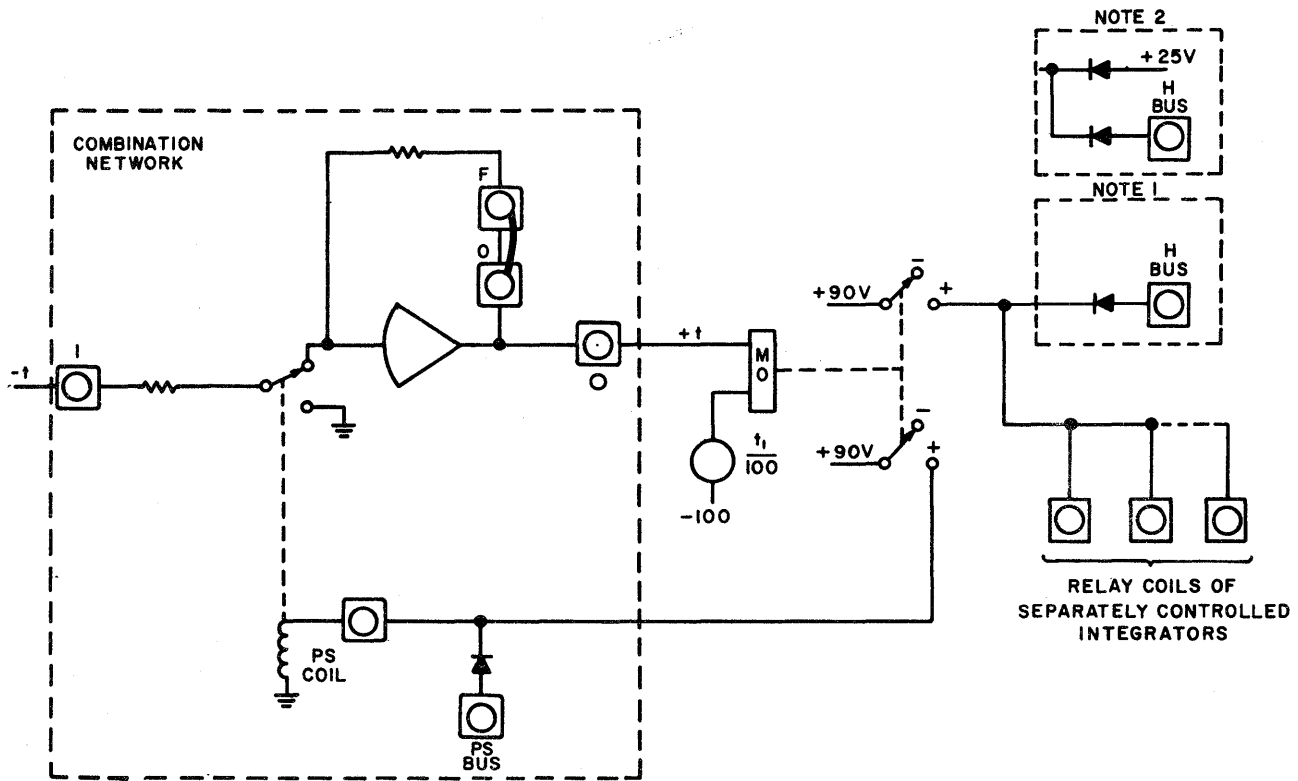 NOTE 2
+25V
H
BUS
NOTE 1
H
BUS
COMBINATION
NETWORK
F
O
I
-t
O
+t
MO
t₁
100
-100
+90V
-
+
+90V
-
+
PS
COIL
PS
BUS
RELAY COILS OF
SEPARATELY CONTROLLED
INTEGRATORS